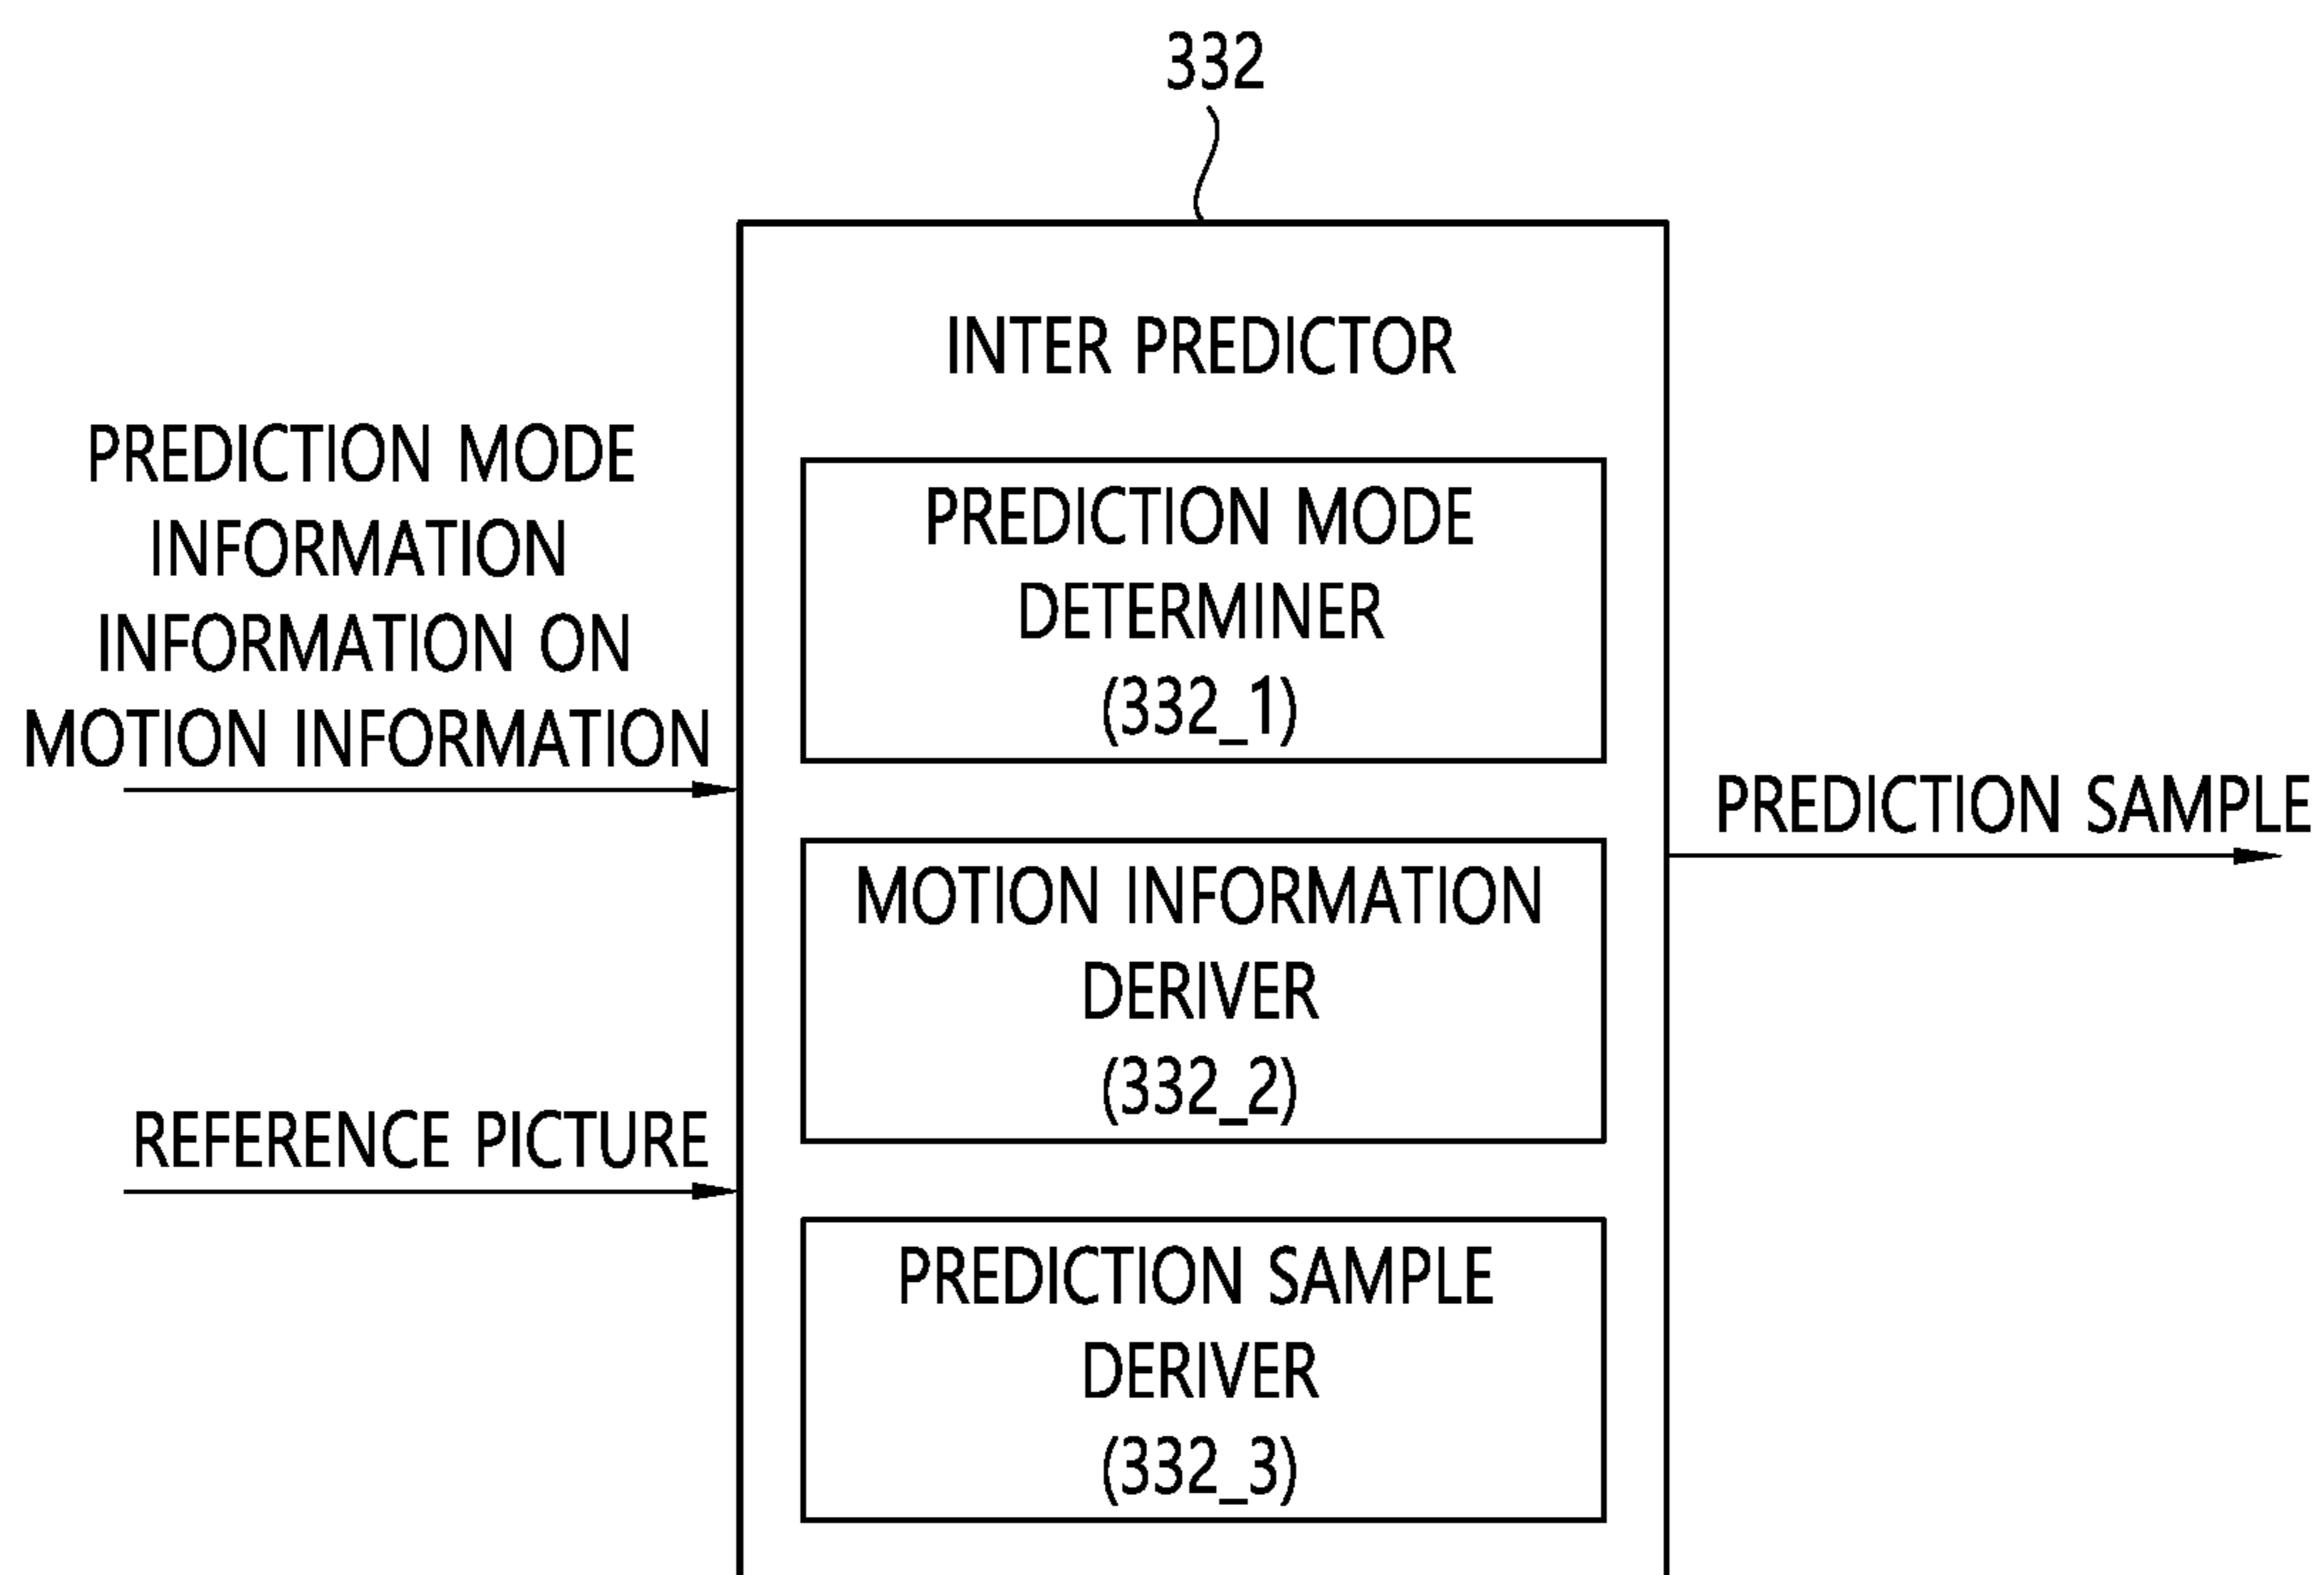 332
INTER PREDICTOR
PREDICTION MODE
INFORMATION
INFORMATION ON
MOTION INFORMATION
REFERENCE PICTURE
PREDICTION MODE
DETERMINER
(332_1)
MOTION INFORMATION
DERIVER
(332_2)
PREDICTION SAMPLE
DERIVER
(332_3)
PREDICTION SAMPLE